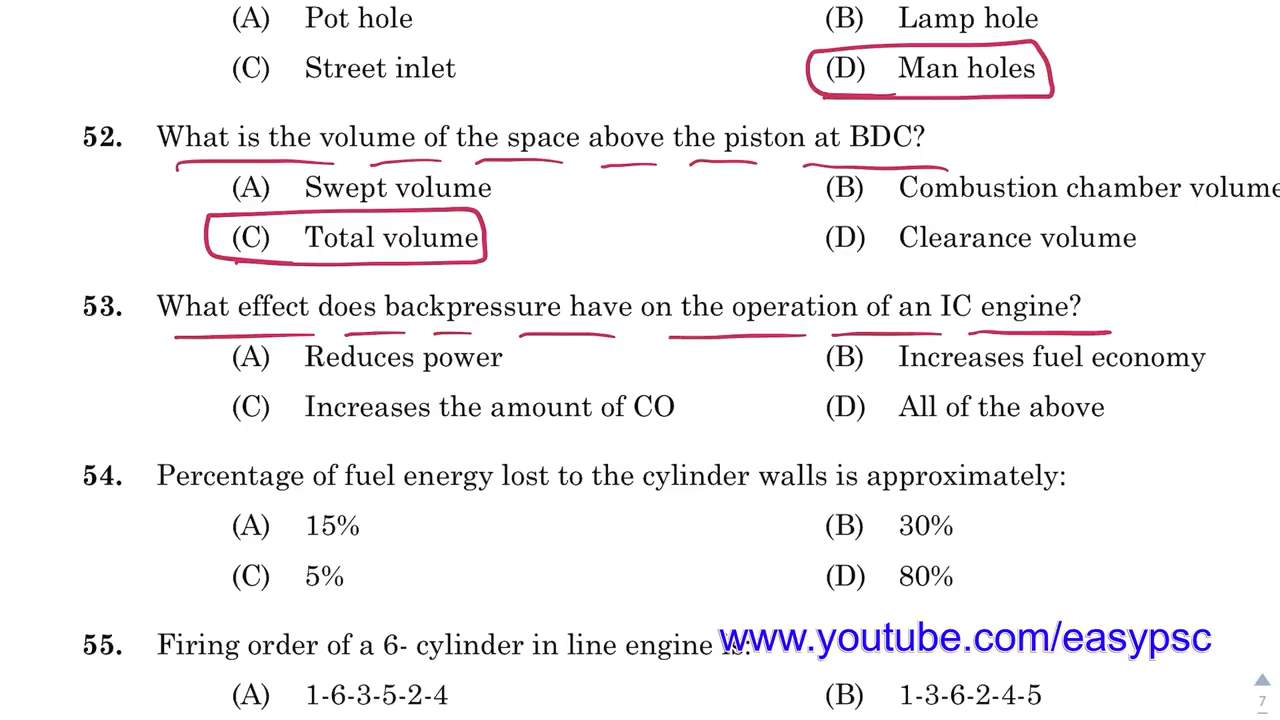 (A) Pot hole (B) Lamp hole
(C) Street inlet (D) Man holes
52. What is the volume of the space above the piston at BDC?
(A) Swept volume (B) Combustion chamber volume
(C) Total volume (D) Clearance volume
53. What effect does backpressure have on the operation of an IC engine?
(A) Reduces power (B) Increases fuel economy
(C) Increases the amount of CO (D) All of the above
54. Percentage of fuel energy lost to the cylinder walls is approximately:
(A) 15% (B) 30%
(C) 5% (D) 80%
55. Firing order of a 6- cylinder in line engine is:
www.youtube.com/easypsc
(A) 1-6-3-5-2-4 (B) 1-3-6-2-4-5
7